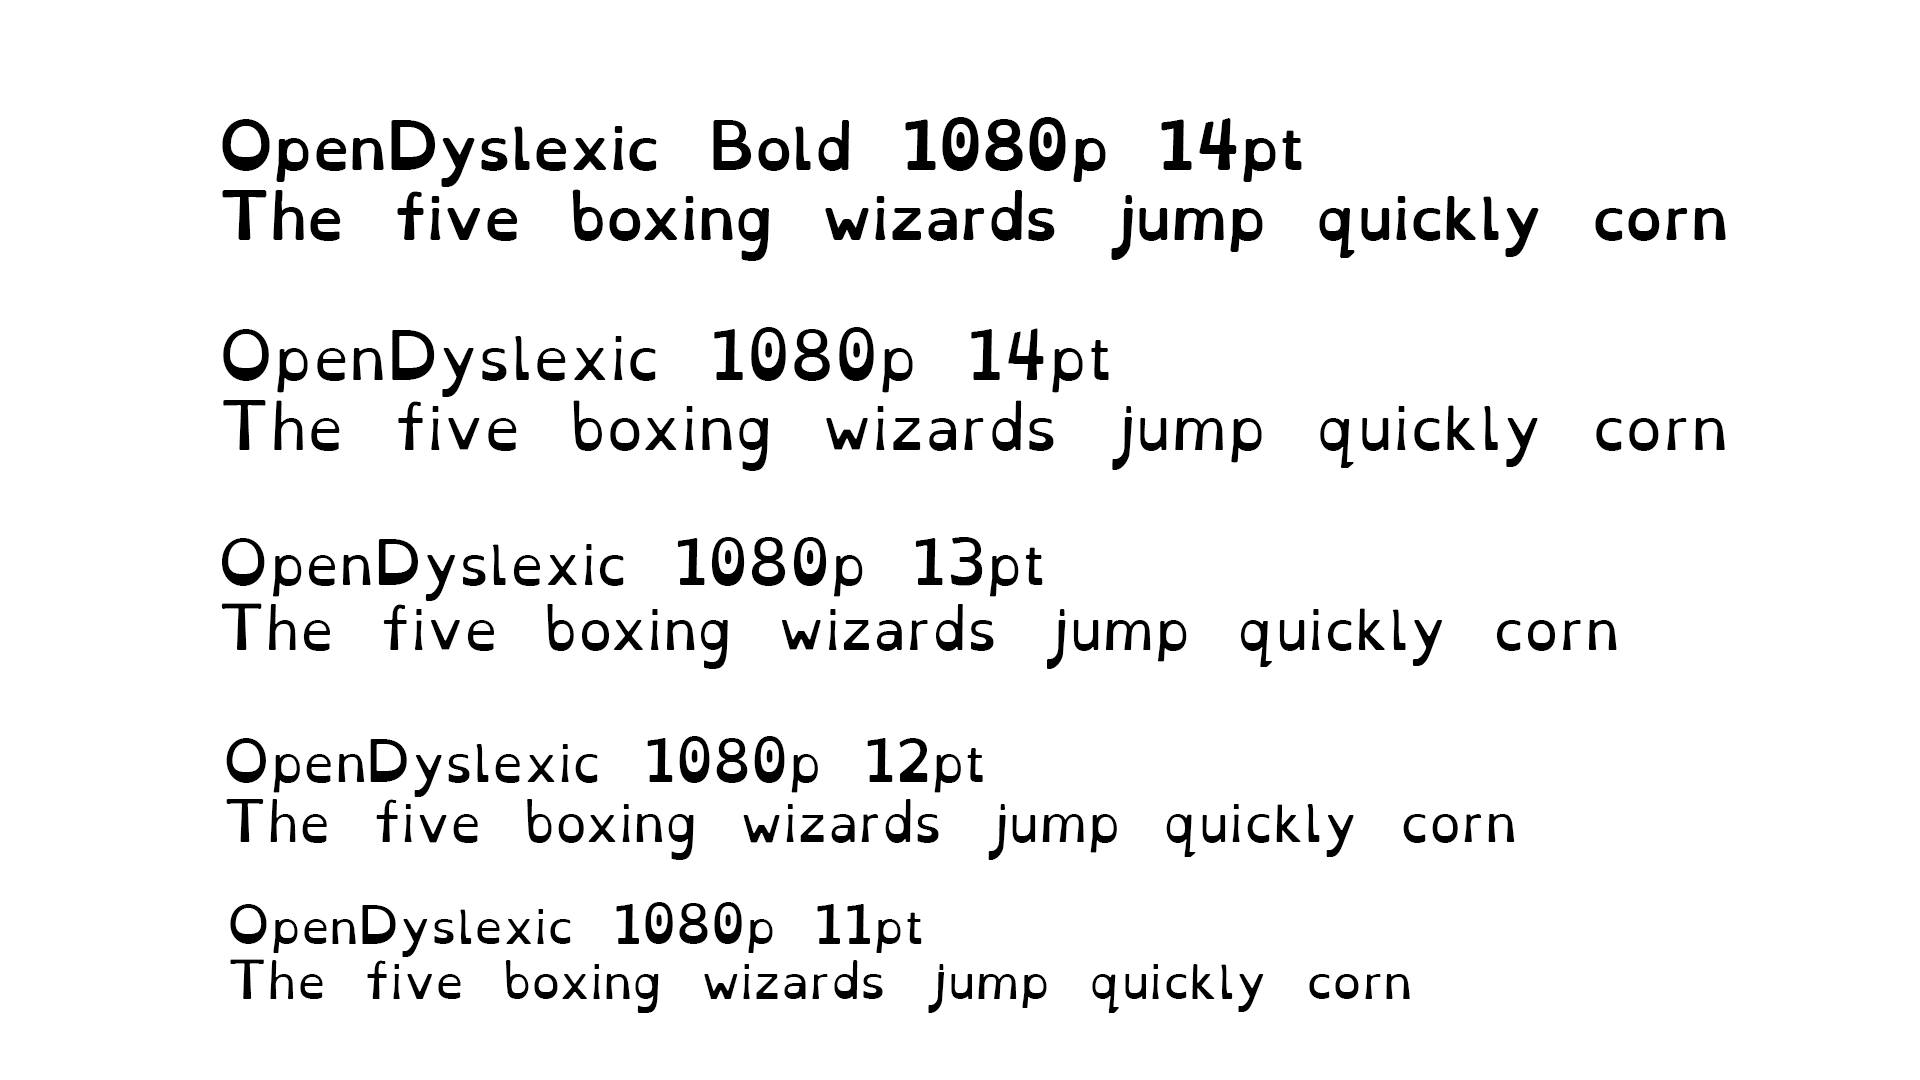 OpenDyslexic Bold 1080p 14pt
The five boxing wizards jump quickly corn
OpenDyslexic 1080p 14pt
The five boxing wizards jump quickly corn
OpenDyslexic 1080p 13pt
The five boxing wizards jump quickly corn
OpenDyslexic 1080p 12pt
The five boxing wizards jump quickly corn
OpenDyslexic 1080p 11pt
The five boxing wizards jump quickly corn